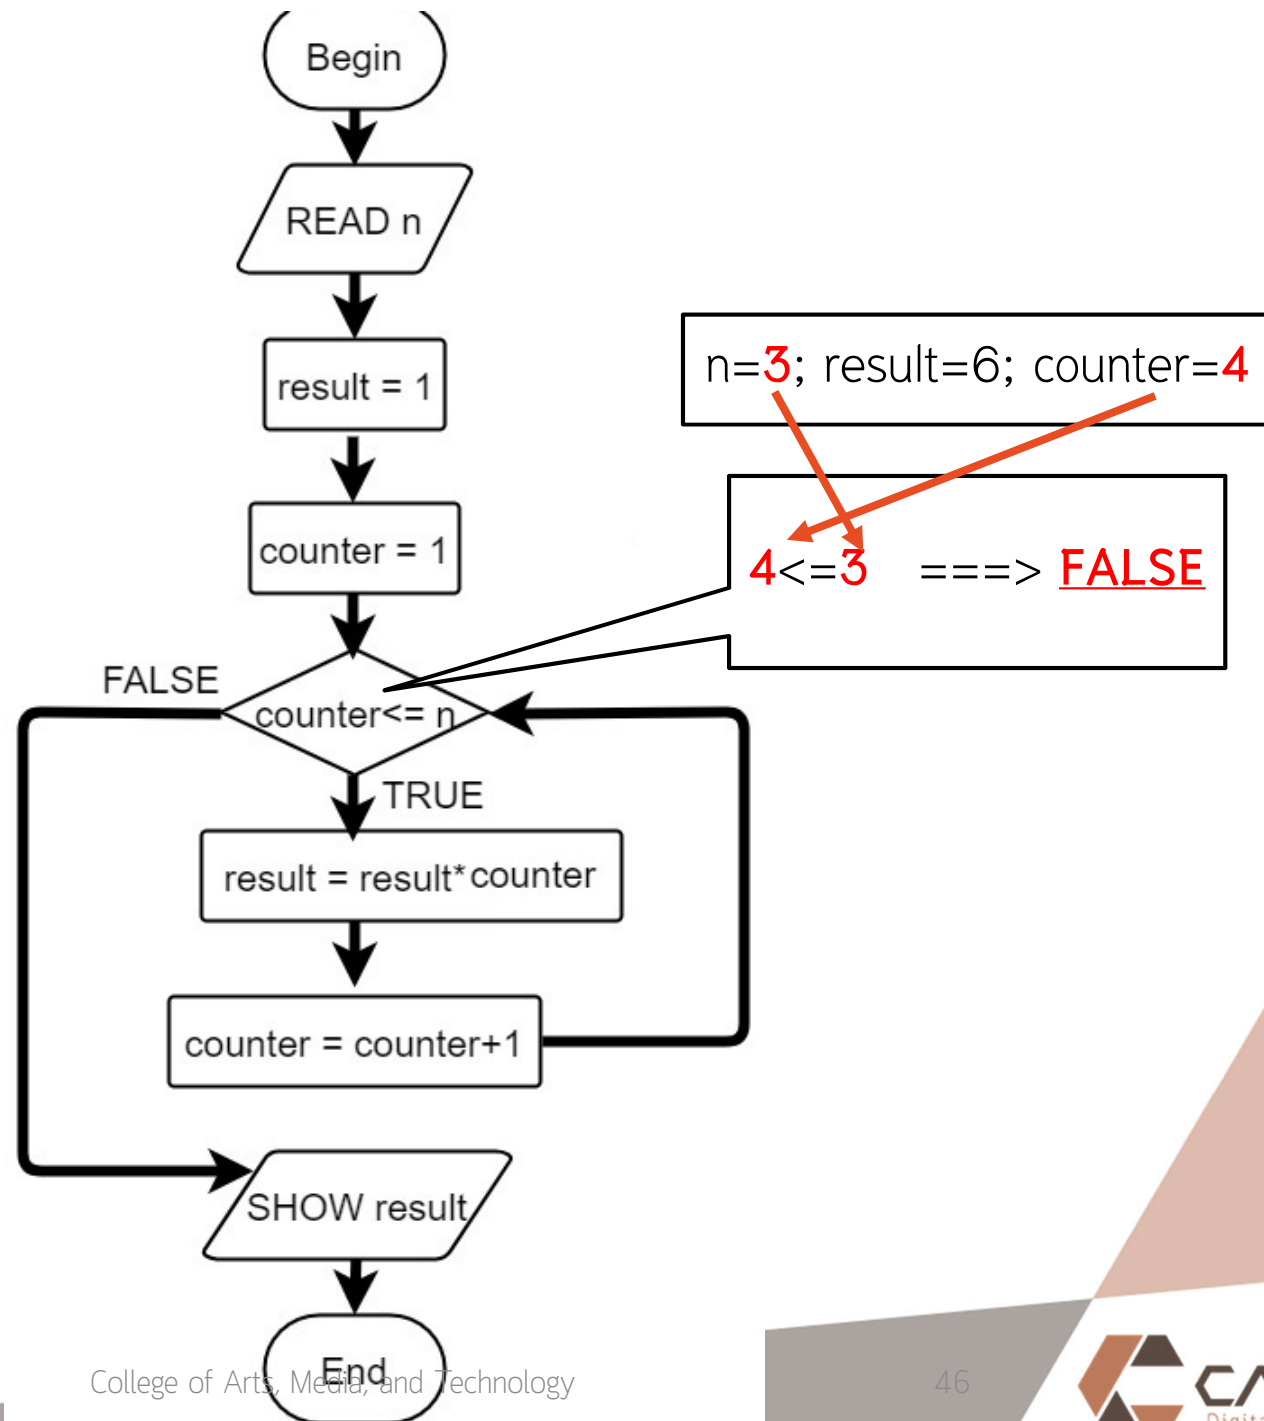 Begin
READ n
result = 1
n=3; result=6; counter=4
counter = 1
4<=3 ===> FALSE
FALSE
counter<= n
TRUE
result = result*counter
counter = counter+1
SHOW result
End
College of Arts, Media, and Technology
46